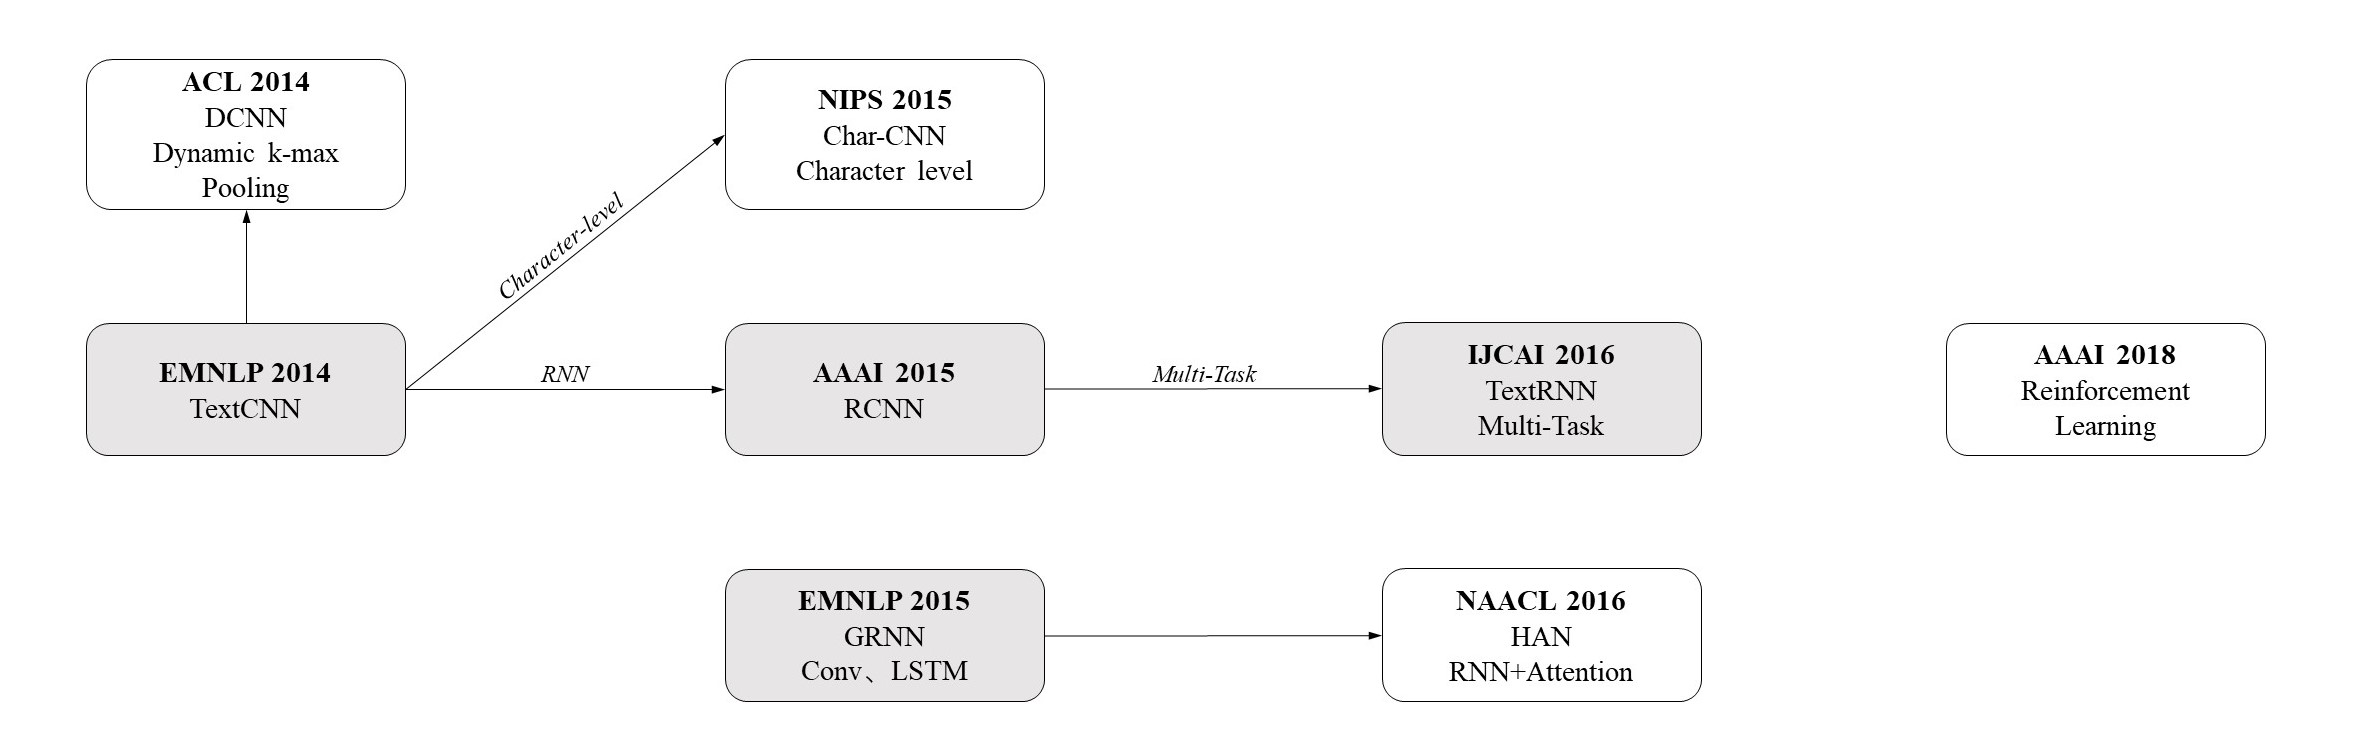 ACL 2014
DCNN
Dynamic k-max
Pooling
NIPS 2015
Char-CNN
Character level
Character-level
EMNLP 2014
TextCNN
RNN
AAAI 2015
RCNN
Multi-Task
IJCAI 2016
TextRNN
Multi-Task
AAAI 2018
Reinforcement
Learning
EMNLP 2015
GRNN
Conv、LSTM
NAACL 2016
HAN
RNN+Attention